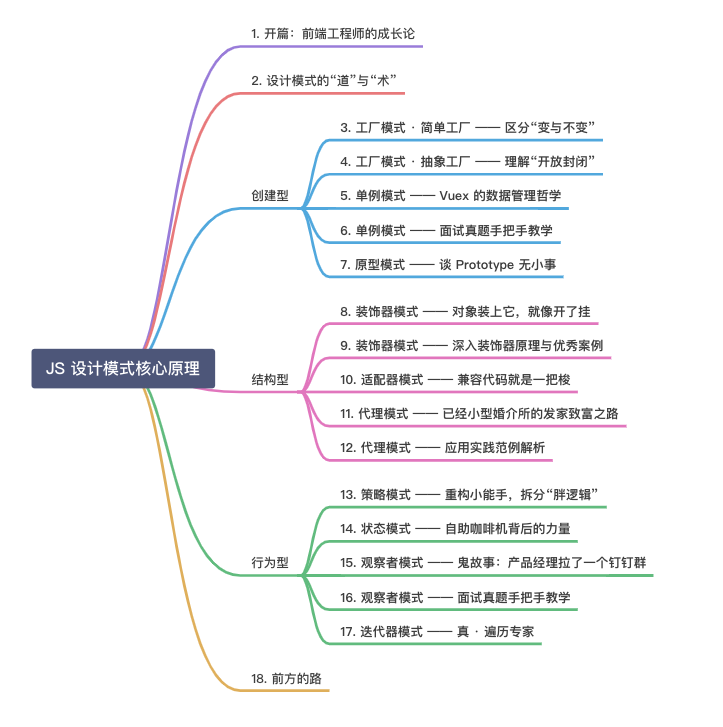 1. 开篇：前端工程师的成长论
2. 设计模式的“道”与“术”
创建型
3. 工厂模式 · 简单工厂 —— 区分“变与不变”
4. 工厂模式 · 抽象工厂 —— 理解“开放封闭”
5. 单例模式 —— Vuex 的数据管理哲学
6. 单例模式 —— 面试真题手把手教学
7. 原型模式 —— 谈 Prototype 无小事
JS 设计模式核心原理
结构型
8. 装饰器模式 —— 对象装上它，就像开了挂
9. 装饰器模式 —— 深入装饰器原理与优秀案例
10. 适配器模式 —— 兼容代码就是一把梭
11. 代理模式 —— 已经小型婚介所的发家致富之路
12. 代理模式 —— 应用实践范例解析
行为型
13. 策略模式 —— 重构小能手，拆分“胖逻辑”
14. 状态模式 —— 自助咖啡机背后的力量
15. 观察者模式 —— 鬼故事：产品经理拉了一个钉钉群
16. 观察者模式 —— 面试真题手把手教学
17. 迭代器模式 —— 真 · 遍历专家
18. 前方的路